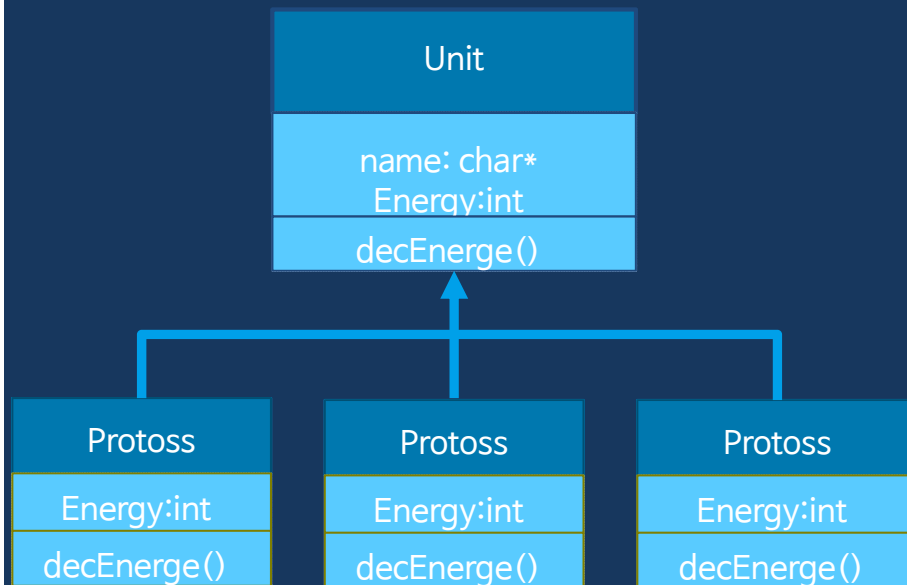 Unit
name: char*
Energy:int
decEnerge()
Protoss
Protoss
Protoss
Energy:int
Energy:int
Energy:int
decEnerge()
decEnerge()
decEnerge()